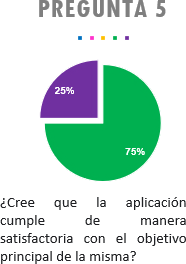 PREGUNTA 5
25%
75%
¿Cree que la aplicación
cumple de manera
satisfactoria con el objetivo
principal de la misma?